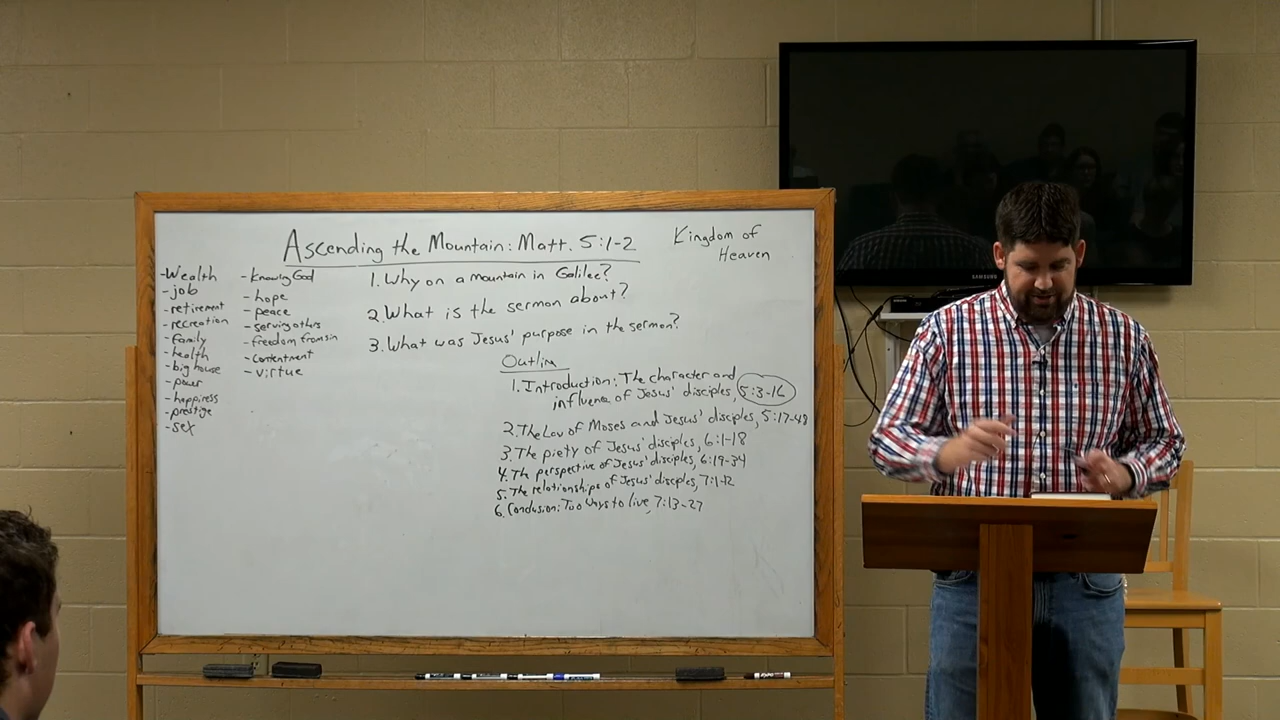 Ascending the Mountain: Matt. 5:1-2
Kingdom of
Heaven
-Wealth
-job
-retirement
-recreation
-family
-health
-big house
-power
-happiness
-prestige
-sex
-Knowing God
-hope
-peace
-serving others
-freedom from sin
-contentment
-virtue
1. Why on a mountain in Galilee?
2. What is the sermon about?
3. What was Jesus' purpose in the sermon?
Outline
1. Introduction: The character and
influence of Jesus' disciples, 5:3-16
2. The Law of Moses and Jesus' disciples, 5:17-48
3. The piety of Jesus' disciples, 6:1-18
4. The perspective of Jesus' disciples, 6:19-34
5. The relationships of Jesus' disciples, 7:1-12
6. Conclusion: Two ways to live, 7:13-27
SAMSUNG